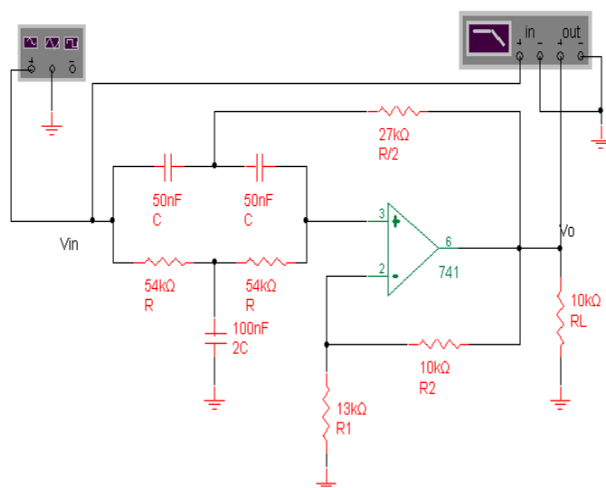 in out
+ - + -
+ -
27kΩ
R/2
50nF
C
50nF
C
Vin
3
+
6
Vo
2
-
741
54kΩ
R
54kΩ
R
10kΩ
RL
100nF
2C
10kΩ
R2
13kΩ
R1